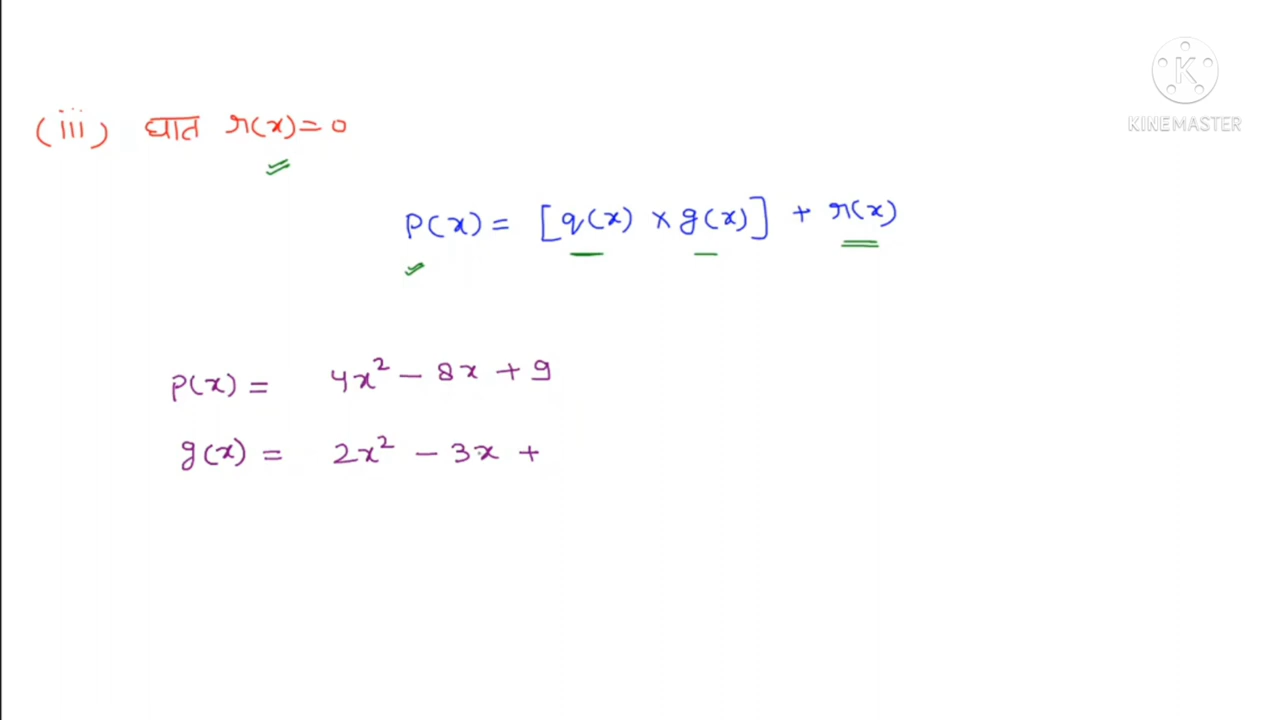 (iii) घात r(x)=0
K
KINEMASTER
P(x) = [q(x) × g(x)] + r(x)
P(x) = 4x² − 8x + 9
g(x) = 2x² − 3x +